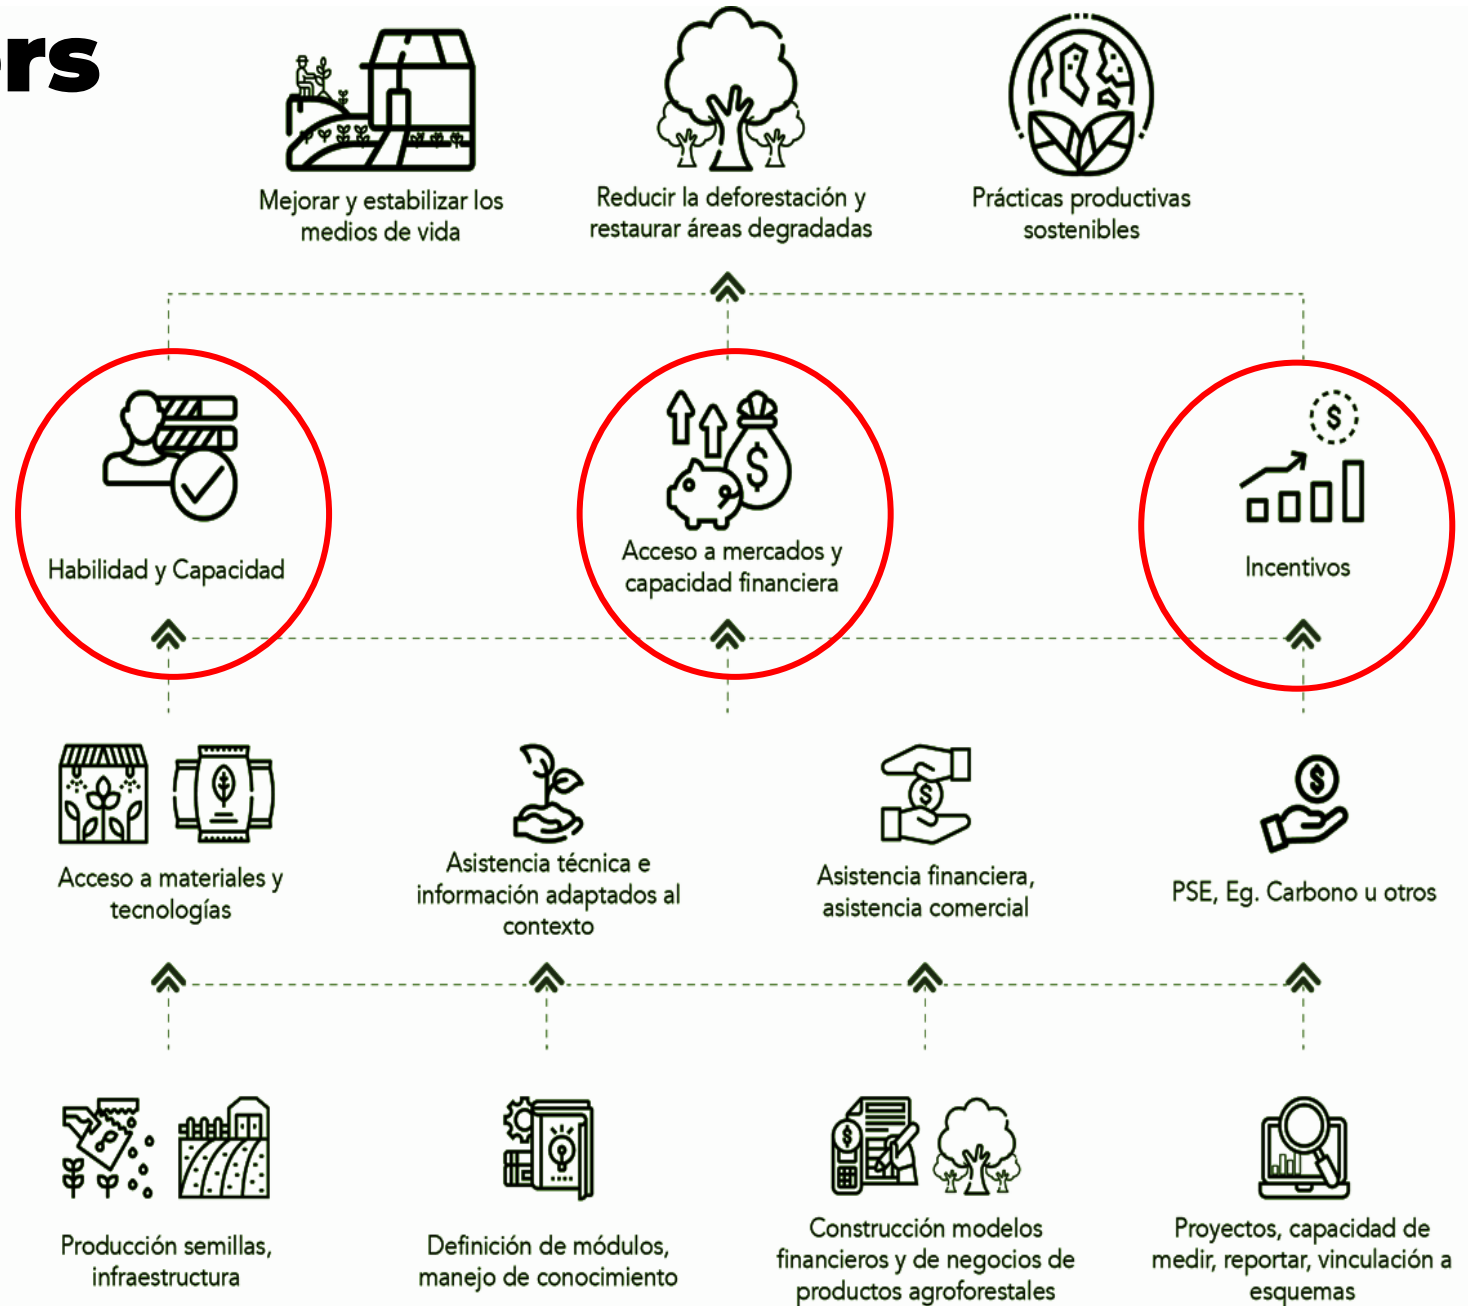 rs
Mejorar y estabilizar los
medios de vida
Reducir la deforestación y
restaurar áreas degradadas
Prácticas productivas
sostenibles
Habilidad y Capacidad
Acceso a mercados y
capacidad financiera
Incentivos
Acceso a materiales y
tecnologías
Asistencia técnica e
información adaptados al
contexto
Asistencia financiera,
asistencia comercial
PSE, Eg. Carbono u otros
Producción semillas,
infraestructura
Definición de módulos,
manejo de conocimiento
Construcción modelos
financieros y de negocios de
productos agroforestales
Proyectos, capacidad de
medir, reportar, vinculación a
esquemas